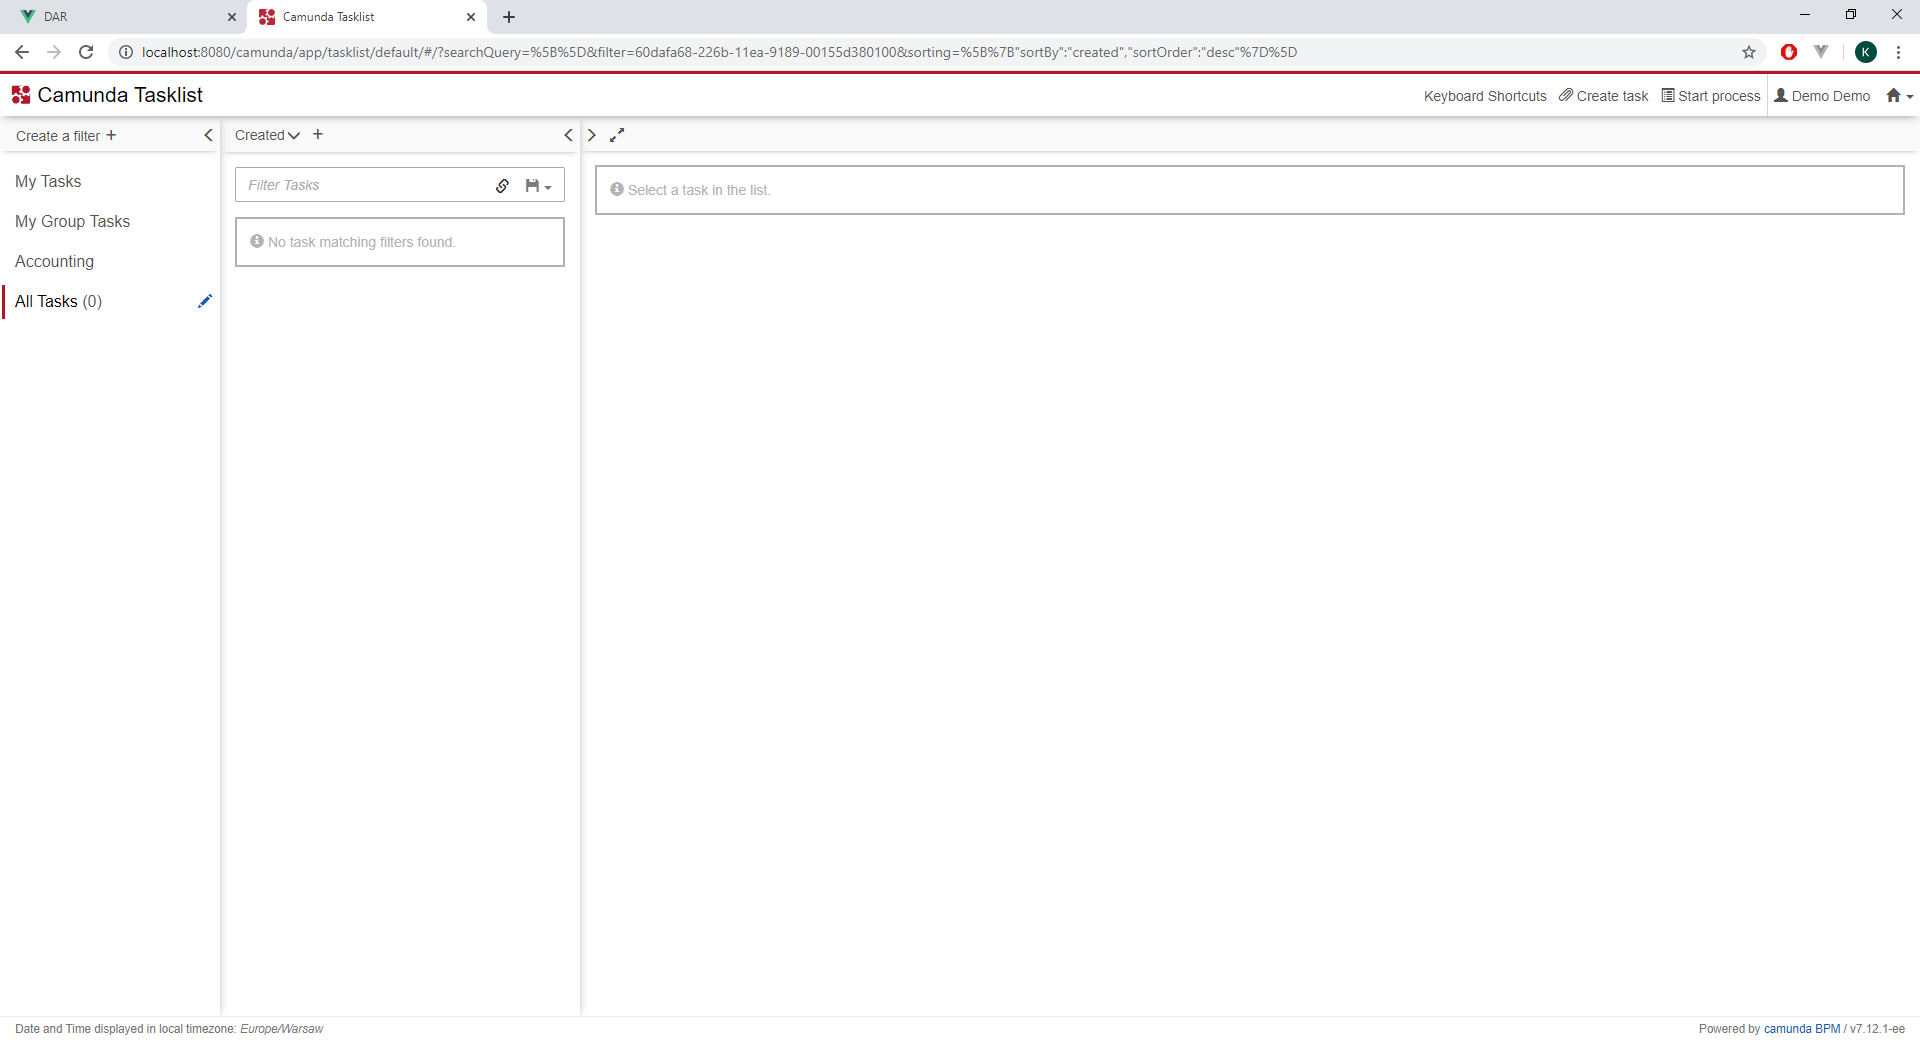 DAR
Camunda Tasklist
localhost:8080/camunda/app/tasklist/default/#/?searchQuery=%5B%5D&filter=60dafa68-226b-11ea-9189-00155d380100&sorting=%5B%7B"sortBy":"created","sortOrder":"desc"%7D%5D
K
Camunda Tasklist
Keyboard Shortcuts Create task Start process Demo Demo
Create a filter +
Created +
My Tasks
My Group Tasks
Accounting
All Tasks (0)
Filter Tasks
No task matching filters found.
Select a task in the list.
Date and Time displayed in local timezone: Europe/Warsaw
Powered by camunda BPM / v7.12.1-ee